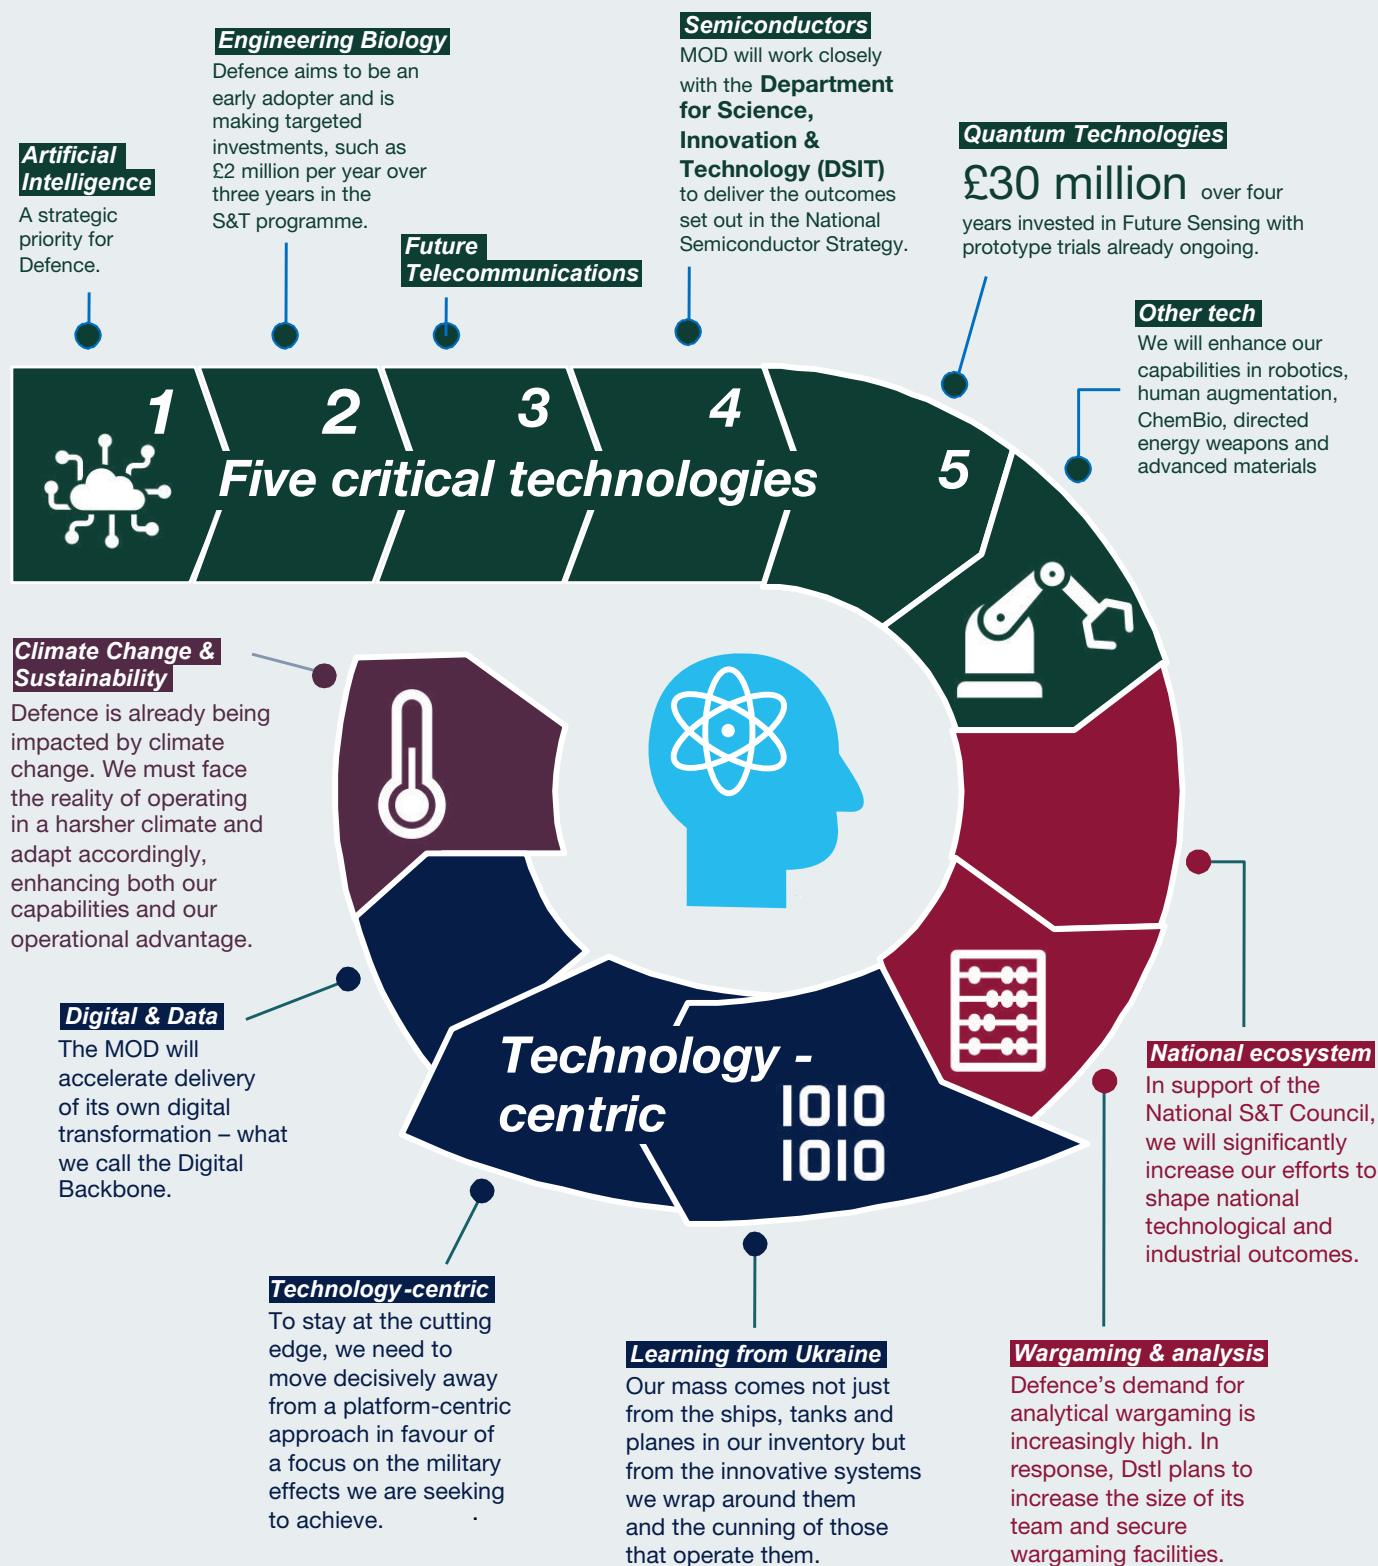 Artificial
Intelligence
A strategic
priority for
Defence.
Engineering Biology
Defence aims to be an
early adopter and is
making targeted
investments, such as
£2 million per year over
three years in the
S&T programme.
Future
Telecommunications
Semiconductors
MOD will work closely
with the Department
for Science,
Innovation &
Technology (DSIT)
to deliver the outcomes
set out in the National
Semiconductor Strategy.
Quantum Technologies
£30 million over four
years invested in Future Sensing with
prototype trials already ongoing.
Other tech
We will enhance our
capabilities in robotics,
human augmentation,
ChemBio, directed
energy weapons and
advanced materials
1
2
3
4
5
Five critical technologies
Climate Change &
Sustainability
Defence is already being
impacted by climate
change. We must face
the reality of operating
in a harsher climate and
adapt accordingly,
enhancing both our
capabilities and our
operational advantage.
Digital & Data
The MOD will
accelerate delivery
of its own digital
transformation – what
we call the Digital
Backbone.
Technology -
centric
1010
1010
National ecosystem
In support of the
National S&T Council,
we will significantly
increase our efforts to
shape national
technological and
industrial outcomes.
Technology-centric
To stay at the cutting
edge, we need to
move decisively away
from a platform-centric
approach in favour of
a focus on the military
effects we are seeking
to achieve.
Learning from Ukraine
Our mass comes not just
from the ships, tanks and
planes in our inventory but
from the innovative systems
we wrap around them
and the cunning of those
that operate them.
Wargaming & analysis
Defence’s demand for
analytical wargaming is
increasingly high. In
response, Dstl plans to
increase the size of its
team and secure
wargaming facilities.